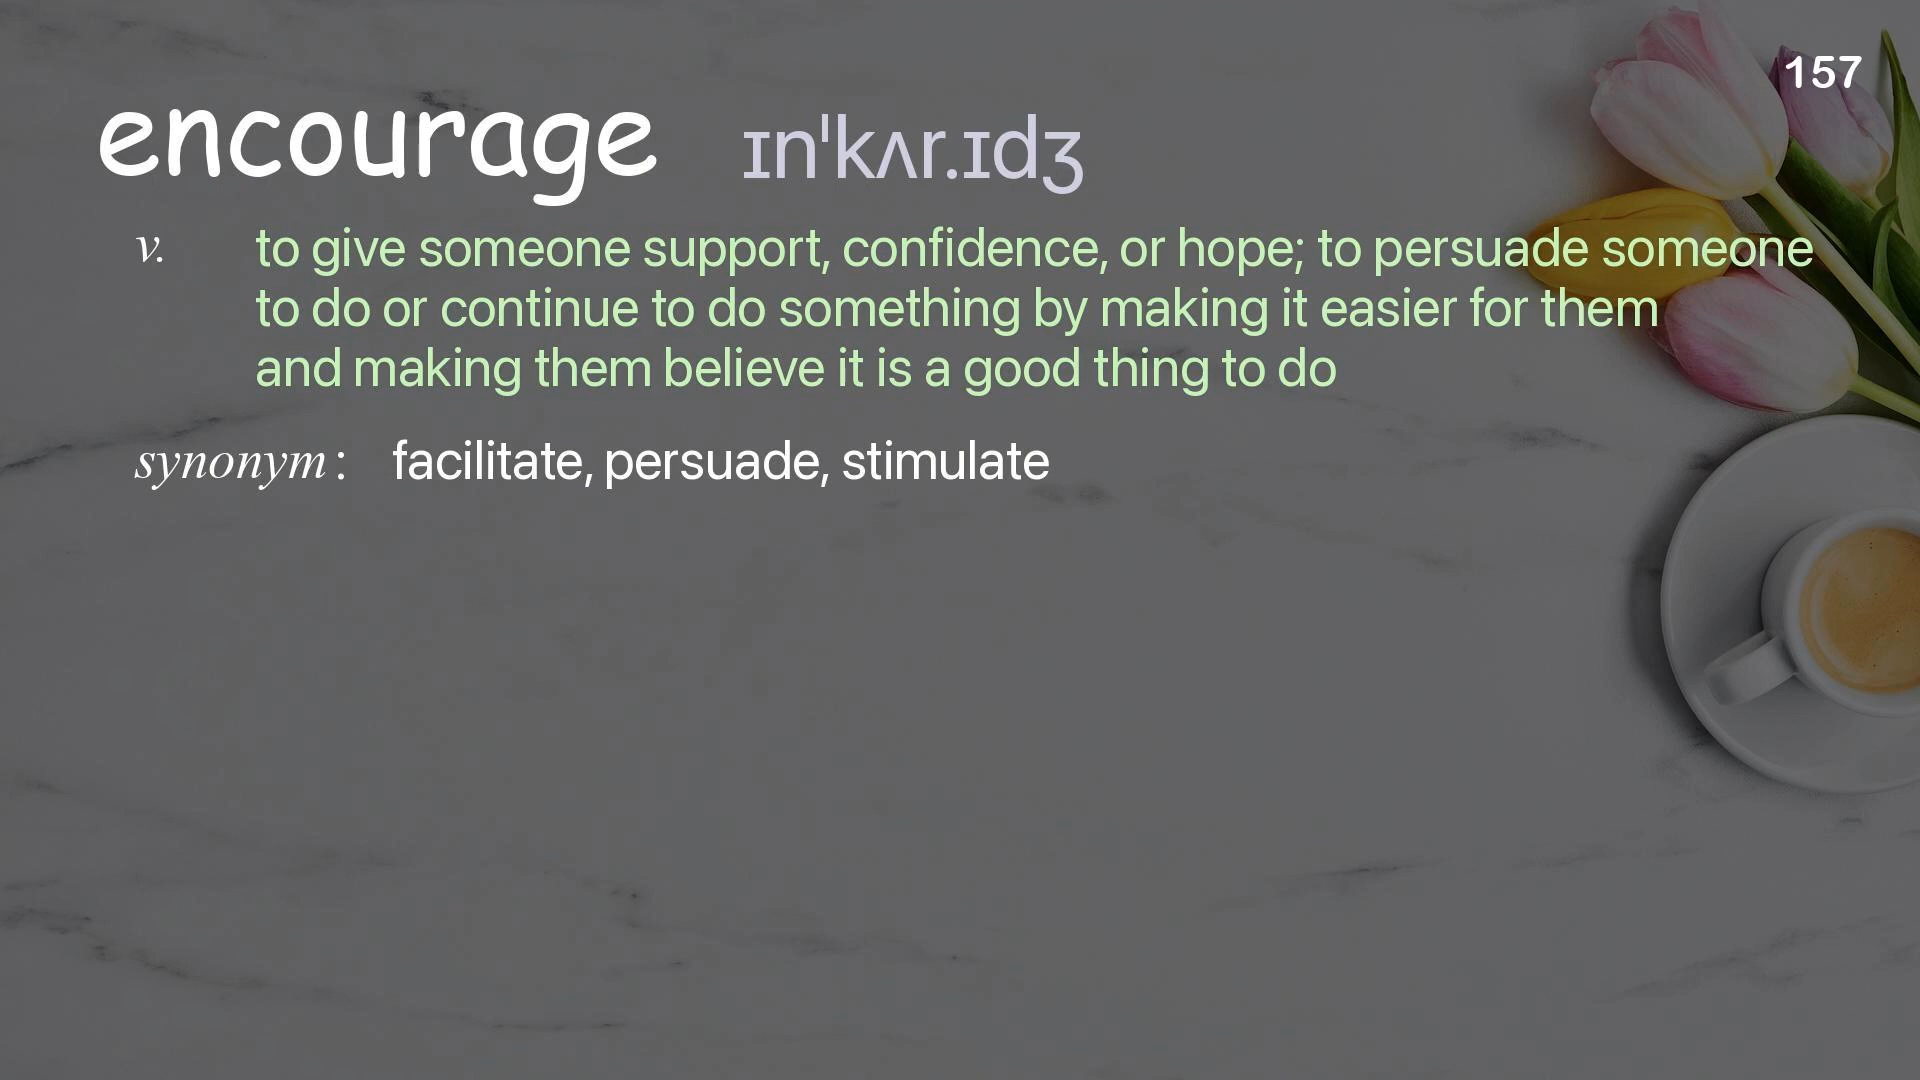 157
encourage ɪnˈkʌr.ɪdʒ
v. to give someone support, confidence, or hope; to persuade someone
to do or continue to do something by making it easier for them
and making them believe it is a good thing to do
synonym: facilitate, persuade, stimulate